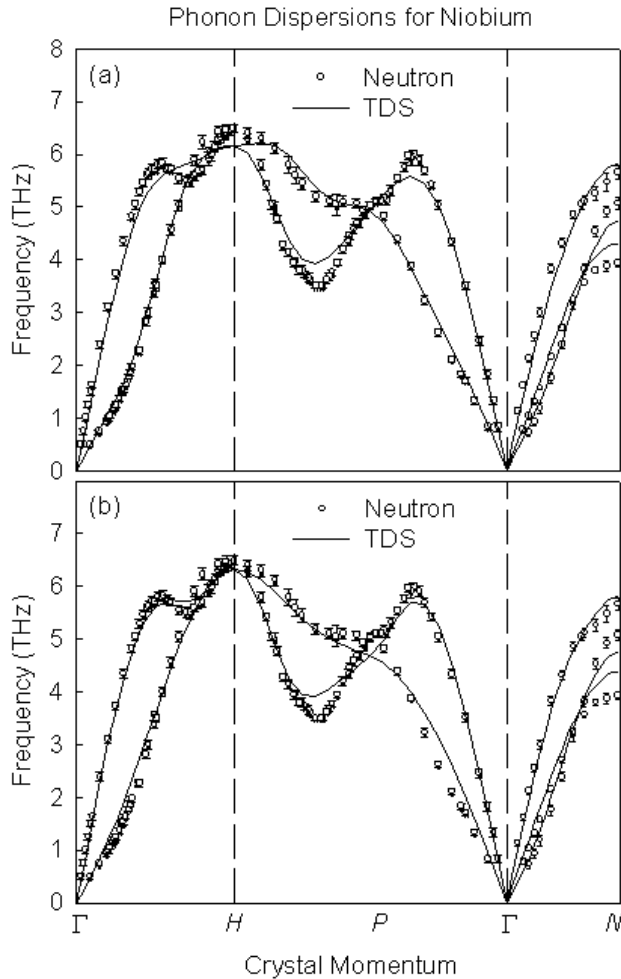 Phonon Dispersions for Niobium
8
(a)
Neutron
TDS
7
6
5
4
3
2
1
0
Frequency (THz)
(b)
Neutron
TDS
7
6
5
4
3
2
1
0
Frequency (THz)
Γ H P Γ N
Crystal Momentum